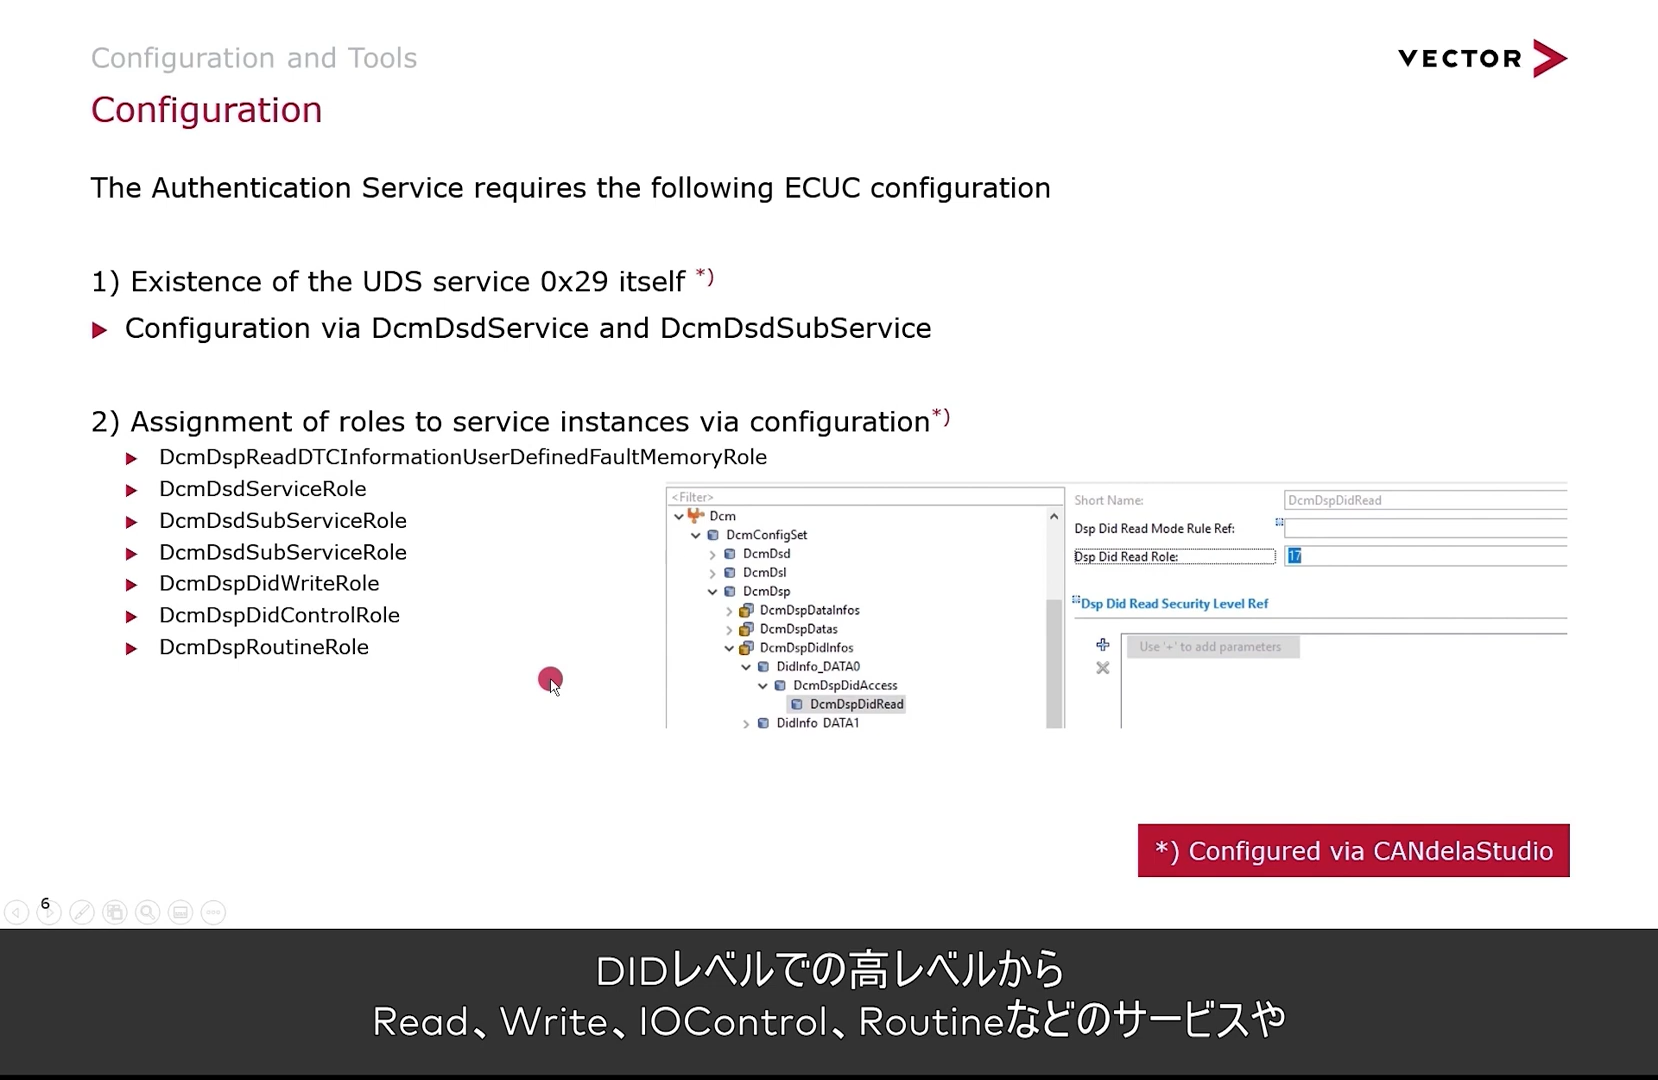 Configuration and Tools
VECTOR
Configuration
The Authentication Service requires the following ECUC configuration
1) Existence of the UDS service 0x29 itself *)
Configuration via DcmDsdService and DcmDsdSubService
2) Assignment of roles to service instances via configuration*)
DcmDspReadDTCInformationUserDefinedFaultMemoryRole
DcmDsdServiceRole
DcmDsdSubServiceRole
DcmDsdSubServiceRole
DcmDspDidWriteRole
DcmDspDidControlRole
DcmDspRoutineRole
<Filter>
Dcm
DcmConfigSet
DcmDsd
DcmDsl
DcmDsp
DcmDspDataInfos
DcmDspDatas
DcmDspDidInfos
DidInfo_DATA0
DcmDspDidAccess
DcmDspDidRead
DidInfo DATA1
Short Name: DcmDspDidRead
Dsp Did Read Mode Rule Ref:
Dsp Did Read Role: 17
Dsp Did Read Security Level Ref
Use '+' to add parameters
*) Configured via CANdelaStudio
6
DIDレベルでの高レベルから
Read、Write、IOControl、Routineなどのサービスや